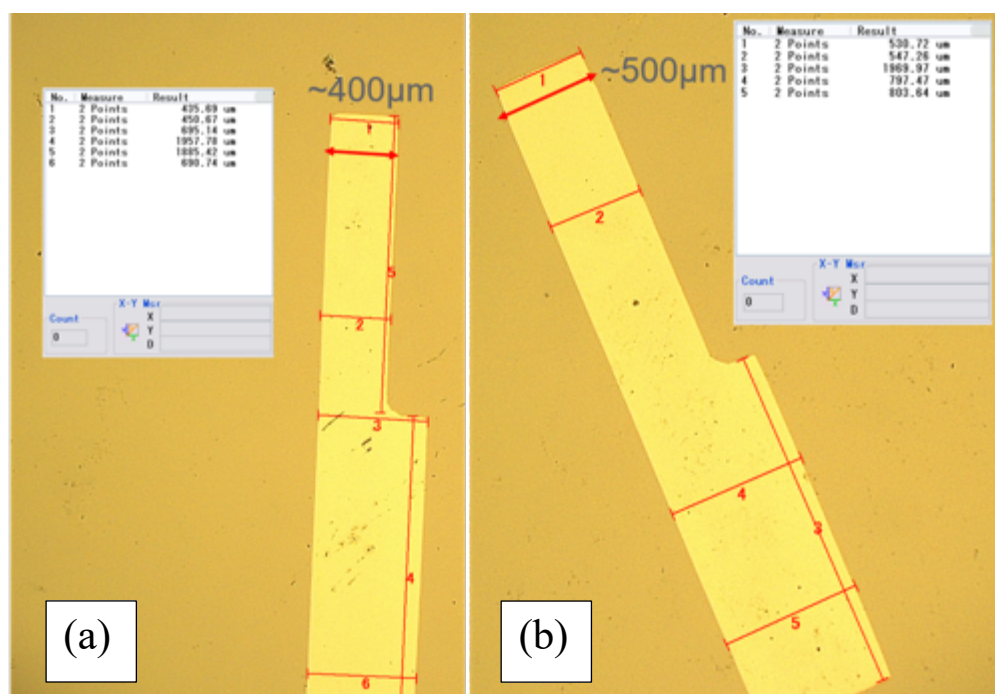 No. Measure Result
1 2 Points 435.69 um
2 2 Points 450.67 um
3 2 Points 695.14 um
4 2 Points 1957.78 um
5 2 Points 1885.42 um
6 2 Points 690.74 um
Count
0
X-Y Msr
X
Y
D
~400μm
1
5
2
3
4
6
(a)
No. Measure Result
1 2 Points 530.72 um
2 2 Points 547.26 um
3 2 Points 1969.97 um
4 2 Points 797.47 um
5 2 Points 803.64 um
Count
0
X-Y Msr
X
Y
D
~500μm
1
2
4
3
5
(b)